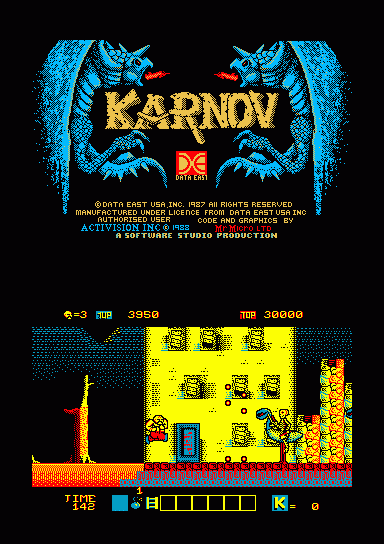 KARNOV
DATA EAST
© DATA EAST USA, INC. 1987 All RIGHTS RESERVED
MANUFACTURED UNDER LICENCE FROM DATA EAST USA INC
AUTHORISED USER CODE AND GRAPHICS BY
ACTIVISION INC © 1988 MR MICRO LTD
A SOFTWARE STUDIO PRODUCTION
=3 3950 TOP 30000
1
TIME
142 K= 0